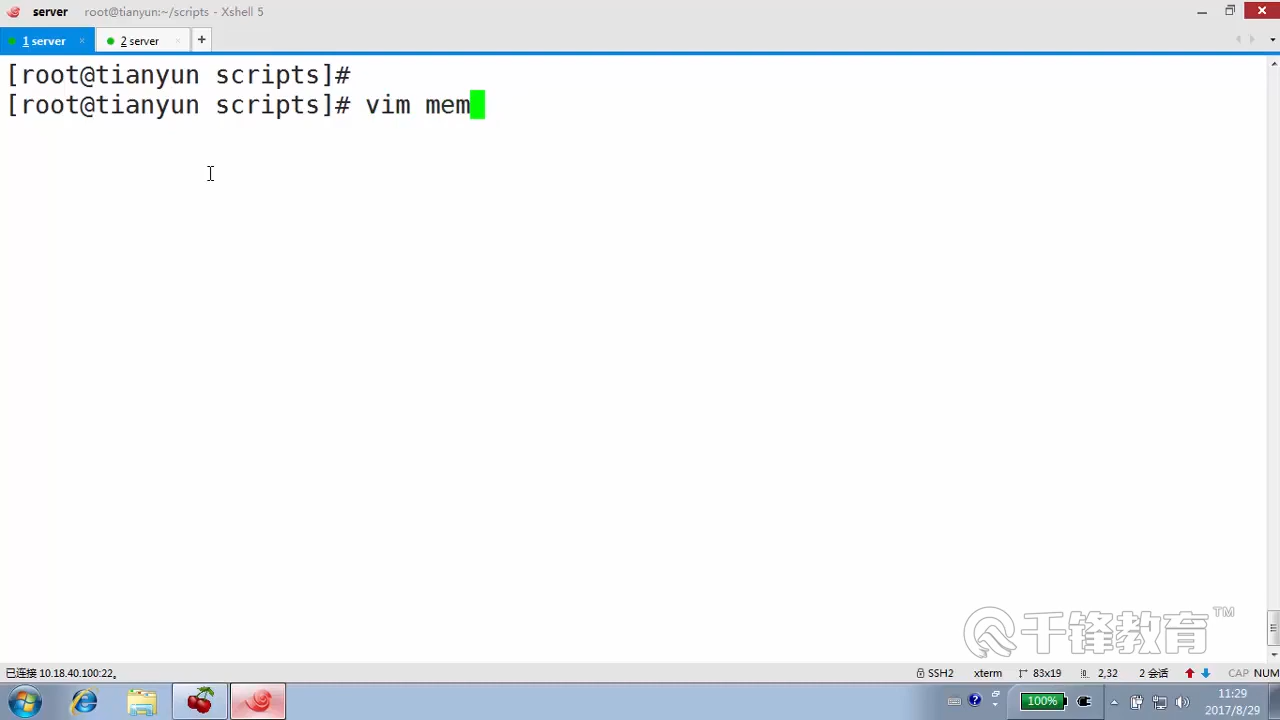 server root@tianyun:~/scripts - Xshell 5
1 server × 2 server × +
[root@tianyun scripts]#
[root@tianyun scripts]# vim mem
千锋教育™
已连接 10.18.40.100:22。 SSH2 xterm 83x19 2,32 2 会话 CAP NUM
100% 11:29
2017/8/29